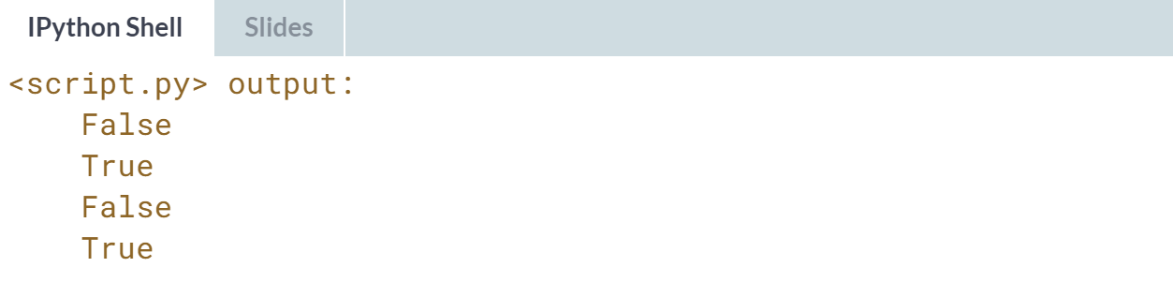 IPython Shell Slides
<script.py> output:
False
True
False
True